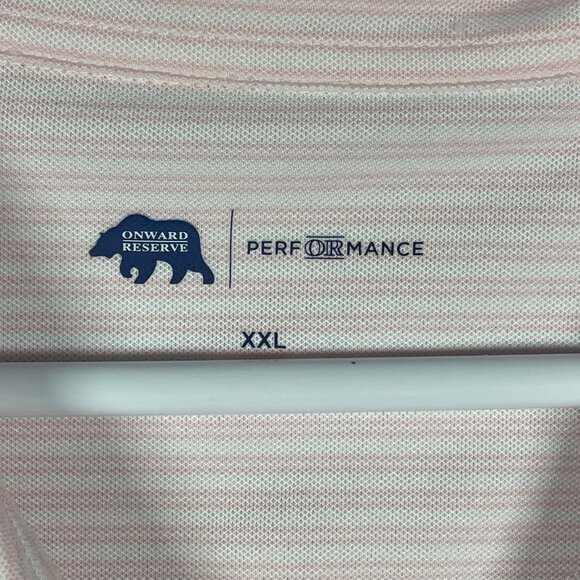 ONWARD
RESERVE
PERFORMANCE
XXL